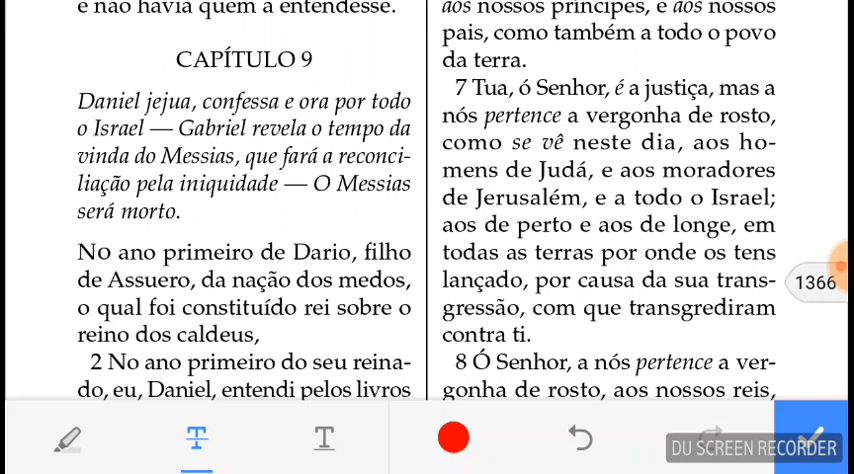 e não havia quem a entendesse.
CAPÍTULO 9
Daniel jejua, confessa e ora por todo
o Israel — Gabriel revela o tempo da
vinda do Messias, que fará a reconci-
liação pela iniquidade — O Messias
será morto.
No ano primeiro de Dario, filho
de Assuero, da nação dos medos,
o qual foi constituído rei sobre o
reino dos caldeus,
2 No ano primeiro do seu reina-
do, eu, Daniel, entendi pelos livros
aos nossos príncipes, e aos nossos
pais, como também a todo o povo
da terra.
7 Tua, ó Senhor, é a justiça, mas a
nós pertence a vergonha de rosto,
como se vê neste dia, aos ho-
mens de Judá, e aos moradores
de Jerusalém, e a todo o Israel;
aos de perto e aos de longe, em
todas as terras por onde os tens
lançado, por causa da sua trans-
gressão, com que transgrediram
contra ti.
8 Ó Senhor, a nós pertence a ver-
gonha de rosto, aos nossos reis,
1366
T
T
DU SCREEN RECORDER